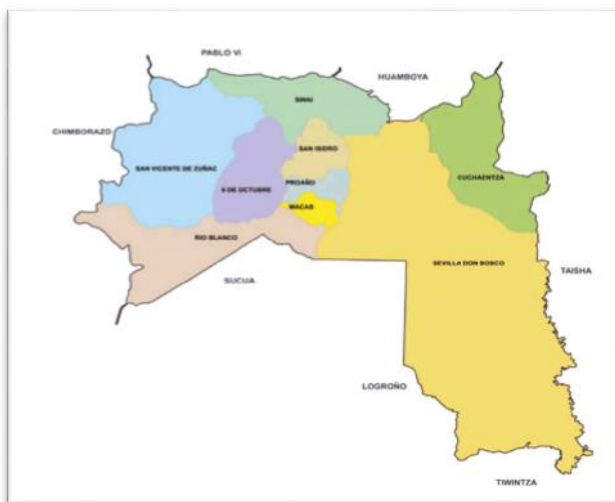 PABLO VI
HUAMBOYA
SINAI
CHIMBORAZO
SAN ISIDRO
SAN VICENTE DE ZUÑAC
CUCHAENTZA
PROAÑO
9 DE OCTUBRE
MACAS
RIO BLANCO
SEVILLA DON BOSCO
TAISHA
SUCUA
LOGROÑO
TIWINTZA